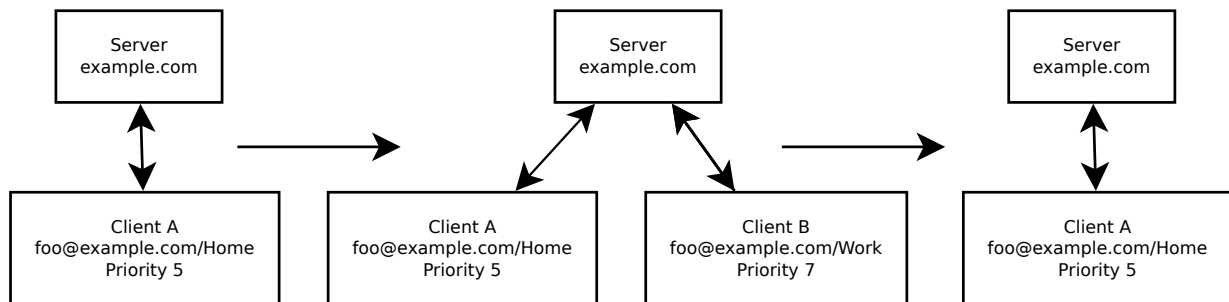 Server
example.com
Server
example.com
Server
example.com
Client A
foo@example.com/Home
Priority 5
Client A
foo@example.com/Home
Priority 5
Client B
foo@example.com/Work
Priority 7
Client A
foo@example.com/Home
Priority 5